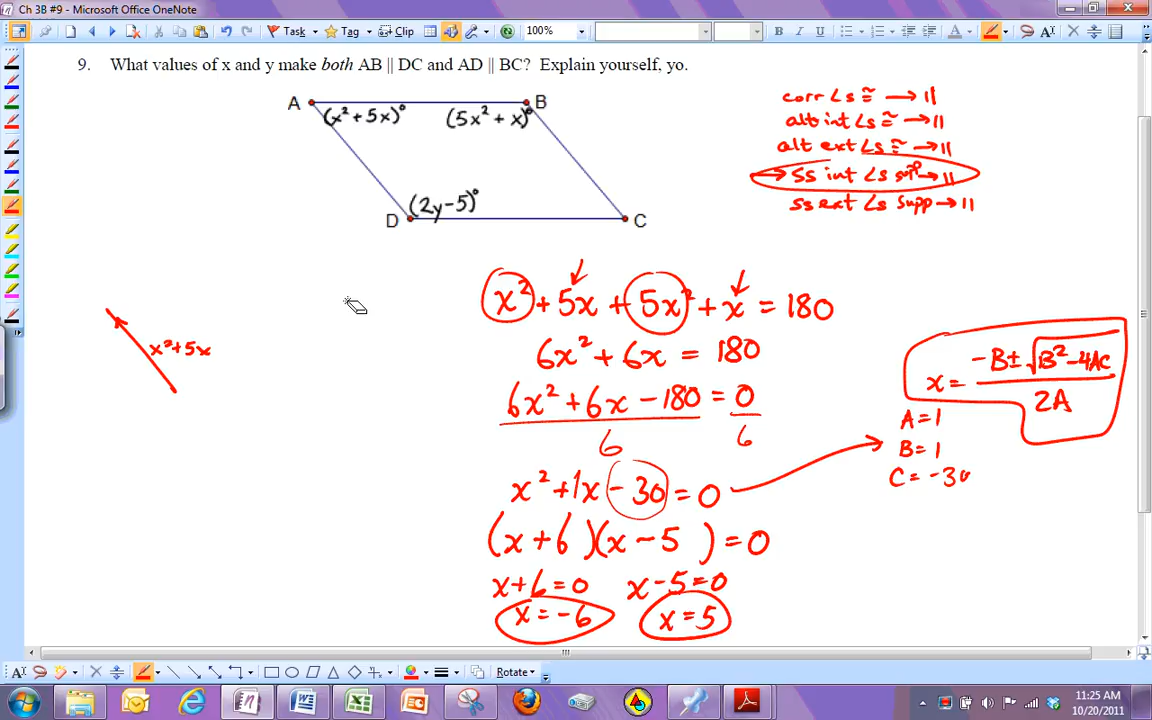 Ch 3B #9 - Microsoft OneNote
Task Tag Clip 100% B I U A
9. What values of x and y make both AB || DC and AD || BC? Explain yourself, yo.
A B
(x² + 5x)° (5x² + x)°
(2y - 5)°
D C
corr ∠s ≅ → ||
alt int ∠s ≅ → ||
alt ext ∠s ≅ → ||
→ ss int ∠s supp → ||
ss ext ∠s supp → ||
x² + 5x
x² + 5x + 5x² + x = 180
6x² + 6x = 180
6x² + 6x - 180 = 0
6 6
x² + 1x - 30 = 0
(x + 6)(x - 5) = 0
x + 6 = 0 x - 5 = 0
x = -6 x = 5
x = -B ± √B² - 4AC
2A
A = 1
B = 1
C = -30
Rotate
11:25 AM
10/20/2011